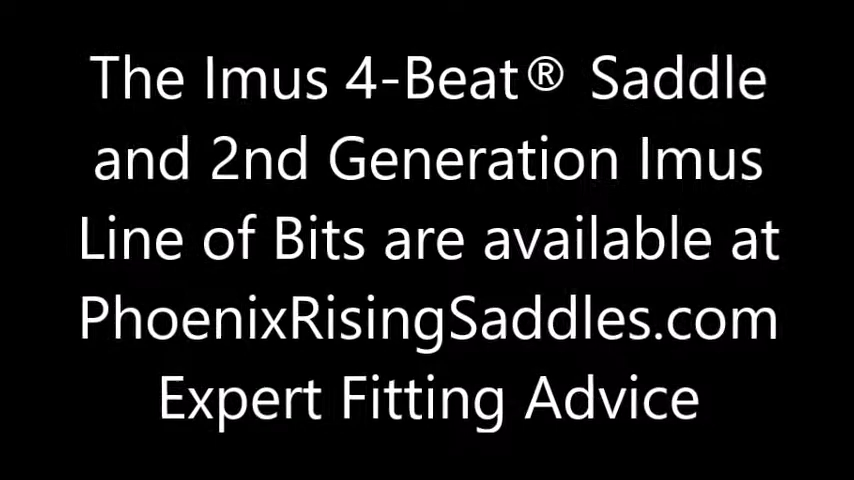 The Imus 4-Beat® Saddle
and 2nd Generation Imus
Line of Bits are available at
PhoenixRisingSaddles.com
Expert Fitting Advice